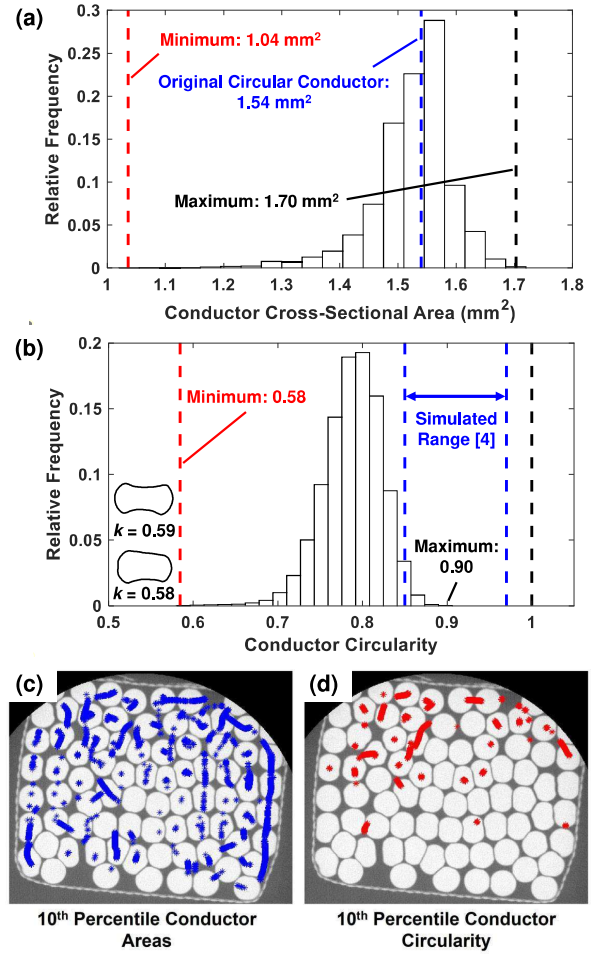 (a)
0.3
0.25
0.2
0.15
0.1
0.05
0
Relative Frequency
Minimum: 1.04 mm²
Original Circular Conductor:
1.54 mm²
Maximum: 1.70 mm²
1 1.1 1.2 1.3 1.4 1.5 1.6 1.7 1.8
Conductor Cross-Sectional Area (mm²)
(b)
0.2
0.15
0.1
0.05
0
Relative Frequency
Minimum: 0.58
Simulated
Range [4]
k = 0.59
k = 0.58
Maximum:
0.90
0.5 0.6 0.7 0.8 0.9 1
Conductor Circularity
(c)
(d)
10th Percentile Conductor
Areas
10th Percentile Conductor
Circularity